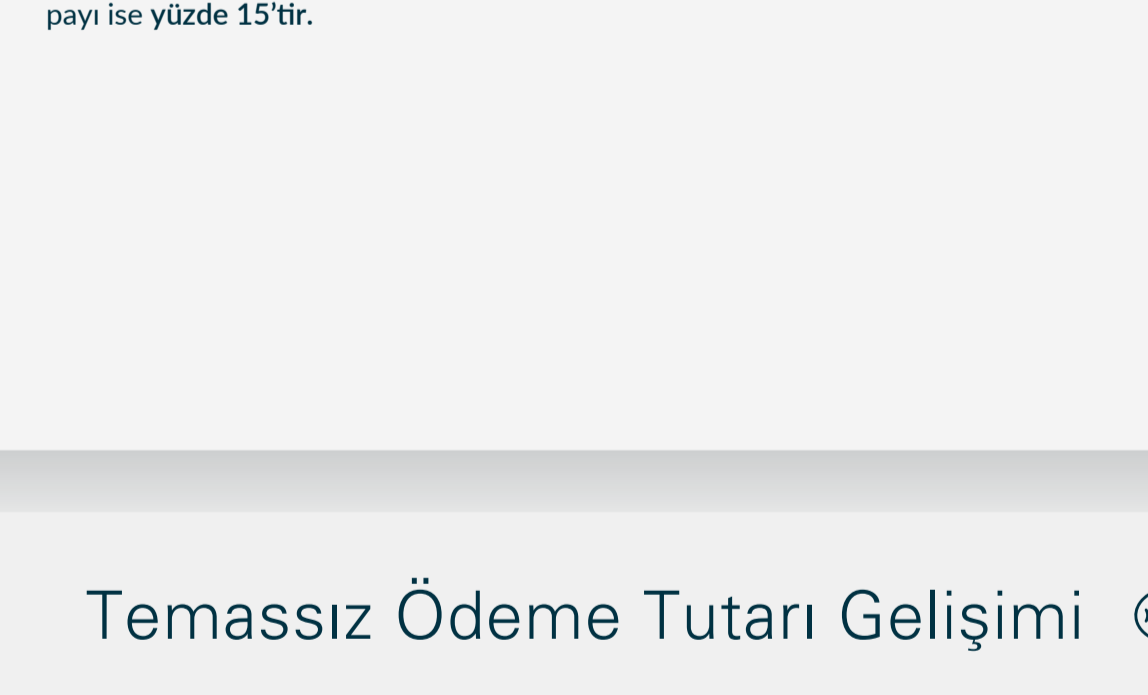 payı ise yüzde 15’tir.
Temassız Ödeme Tutarı Gelişimi